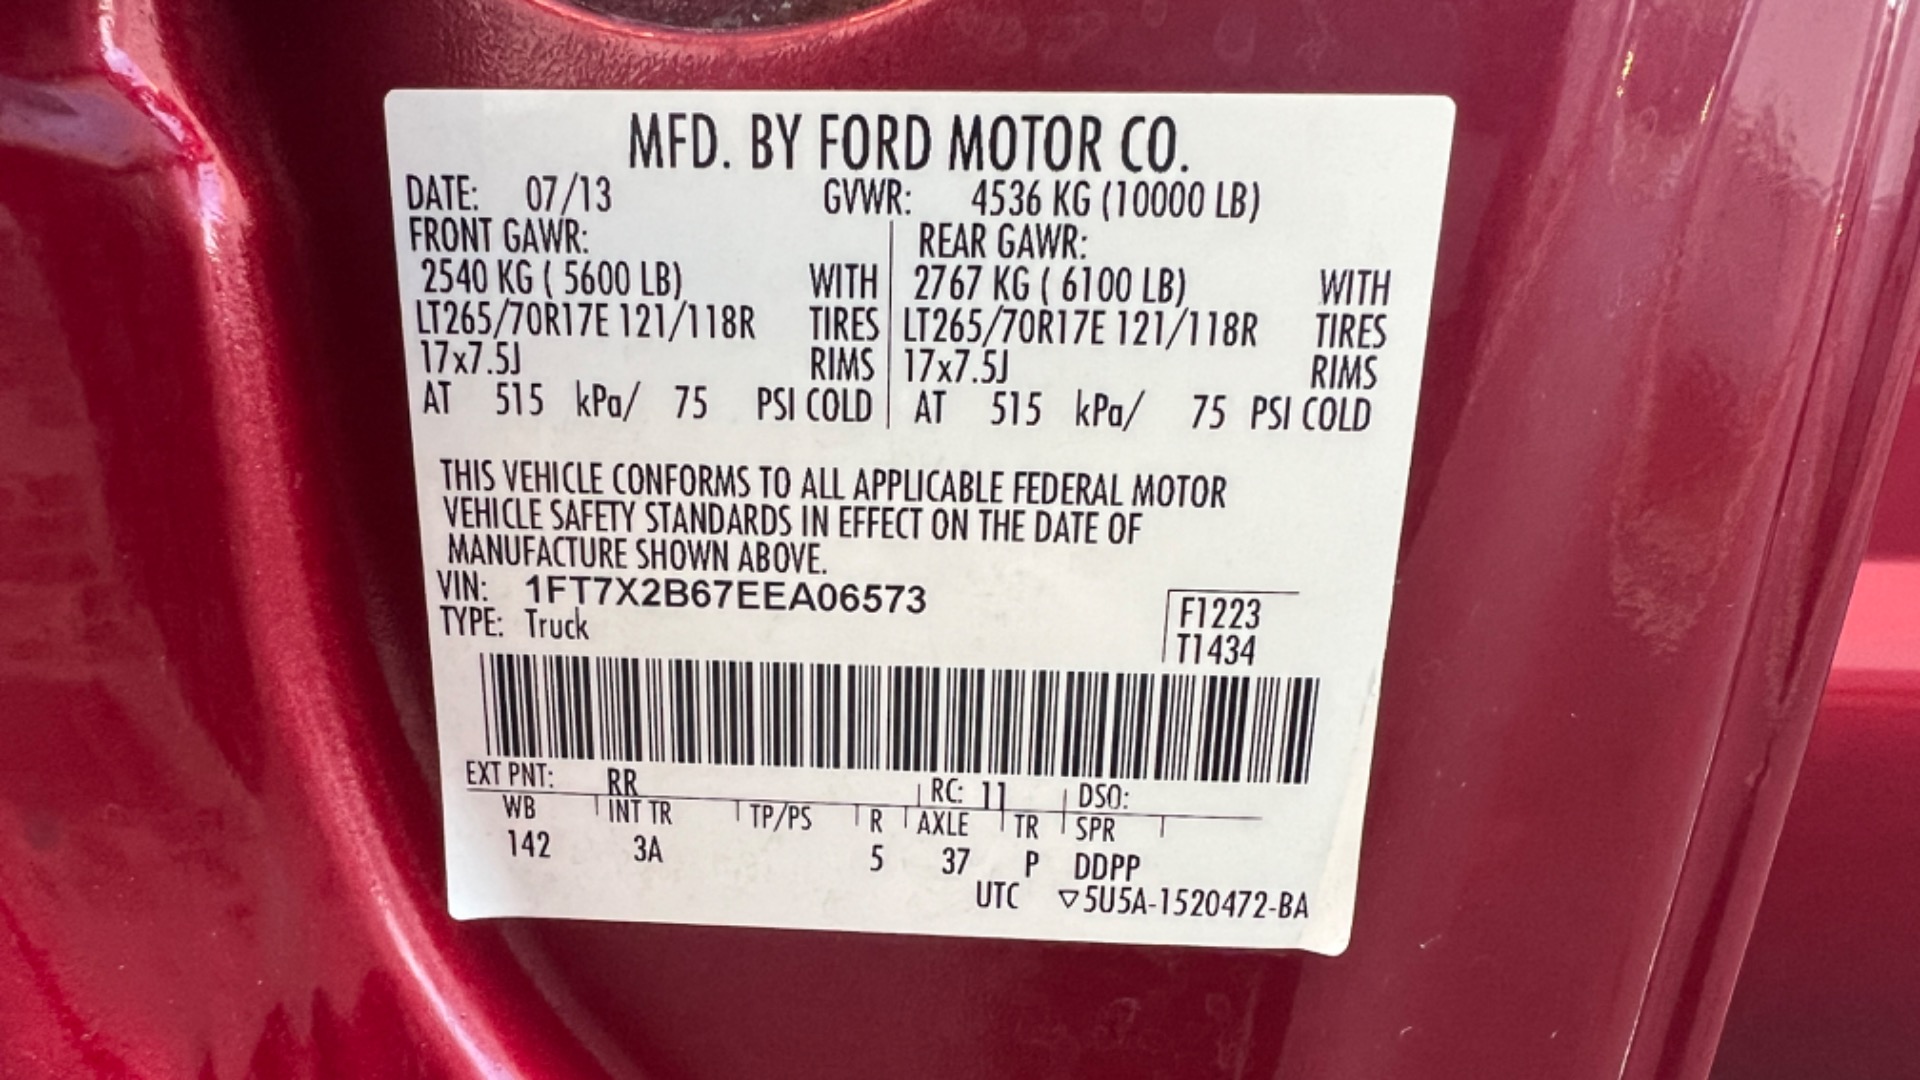 MFD. BY FORD MOTOR CO.
DATE: 07/13 GVWR: 4536 KG (10000 LB)
FRONT GAWR: REAR GAWR:
2540 KG ( 5600 LB) WITH 2767 KG ( 6100 LB) WITH
LT265/70R17E 121/118R TIRES LT265/70R17E 121/118R TIRES
17x7.5J RIMS 17x7.5J RIMS
AT 515 kPa/ 75 PSI COLD AT 515 kPa/ 75 PSI COLD
THIS VEHICLE CONFORMS TO ALL APPLICABLE FEDERAL MOTOR
VEHICLE SAFETY STANDARDS IN EFFECT ON THE DATE OF
MANUFACTURE SHOWN ABOVE.
VIN: 1FT7X2B67EEA06573 F1223
TYPE: Truck T1434
EXT PNT: RR RC: 11 DSO:
WB INT TR TP/PS R AXLE TR SPR
142 3A 5 37 P DDPP
UTC ▽5U5A-1520472-BA